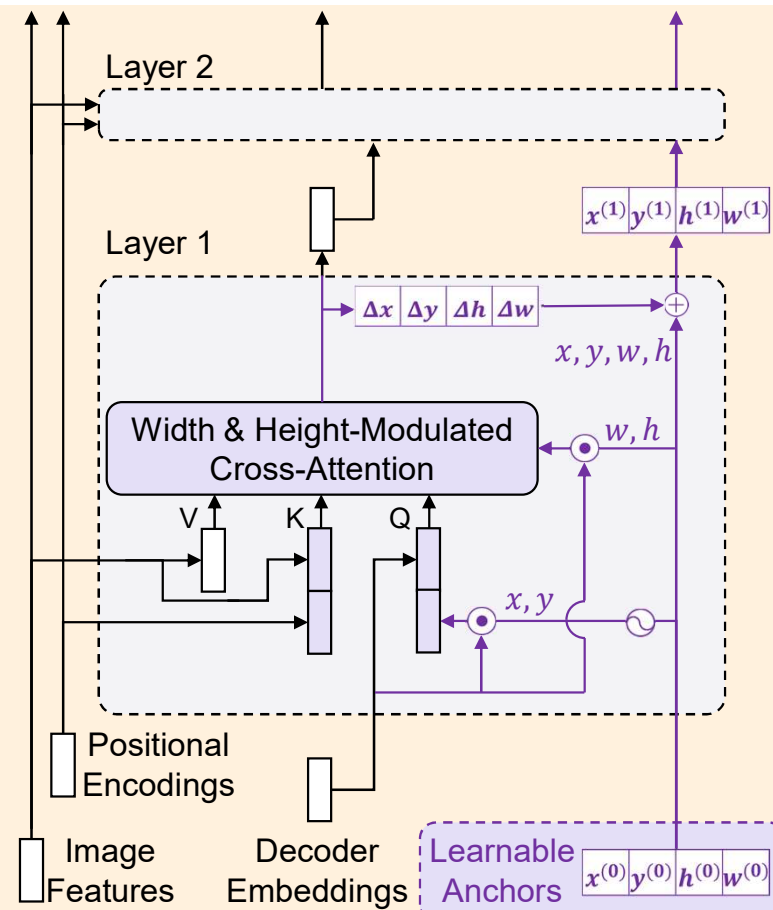 Layer 2
x^{(1)} y^{(1)} h^{(1)} w^{(1)}
Layer 1
Δx Δy Δh Δw
x, y, w, h
Width & Height-Modulated
Cross-Attention
w, h
V
K
Q
x, y
Positional
Encodings
Image
Features
Decoder
Embeddings
Learnable
Anchors
x^{(0)} y^{(0)} h^{(0)} w^{(0)}